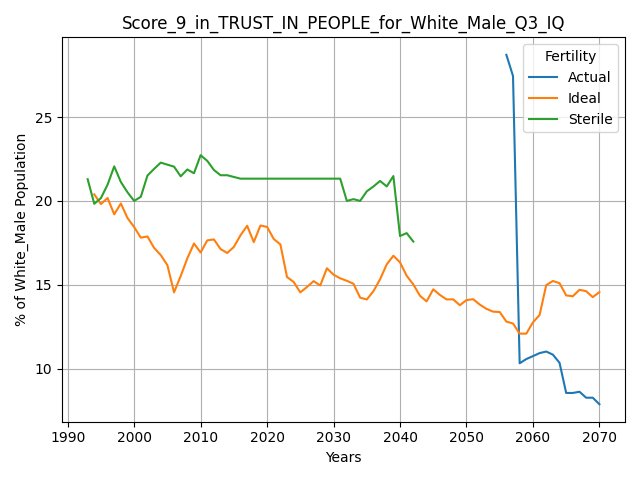 Score_9_in_TRUST_IN_PEOPLE_for_White_Male_Q3_IQ
Fertility
Actual
Ideal
Sterile
% of White_Male Population
25
20
15
10
1990 2000 2010 2020 2030 2040 2050 2060 2070
Years